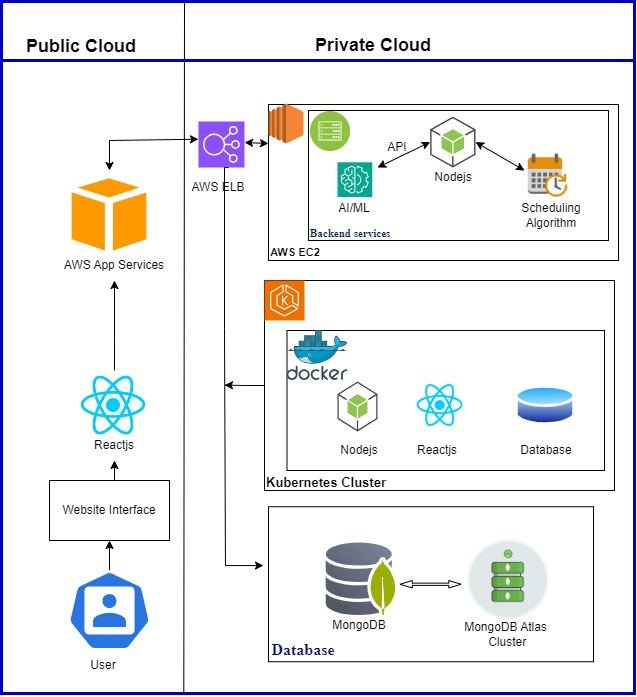 Public Cloud
Private Cloud
AWS ELB
API
Nodejs
AI/ML
Scheduling
Algorithm
Backend services
AWS EC2
AWS App Services
K
docker
Nodejs
Reactjs
Database
Kubernetes Cluster
Reactjs
Website Interface
User
MongoDB
MongoDB Atlas
Cluster
Database